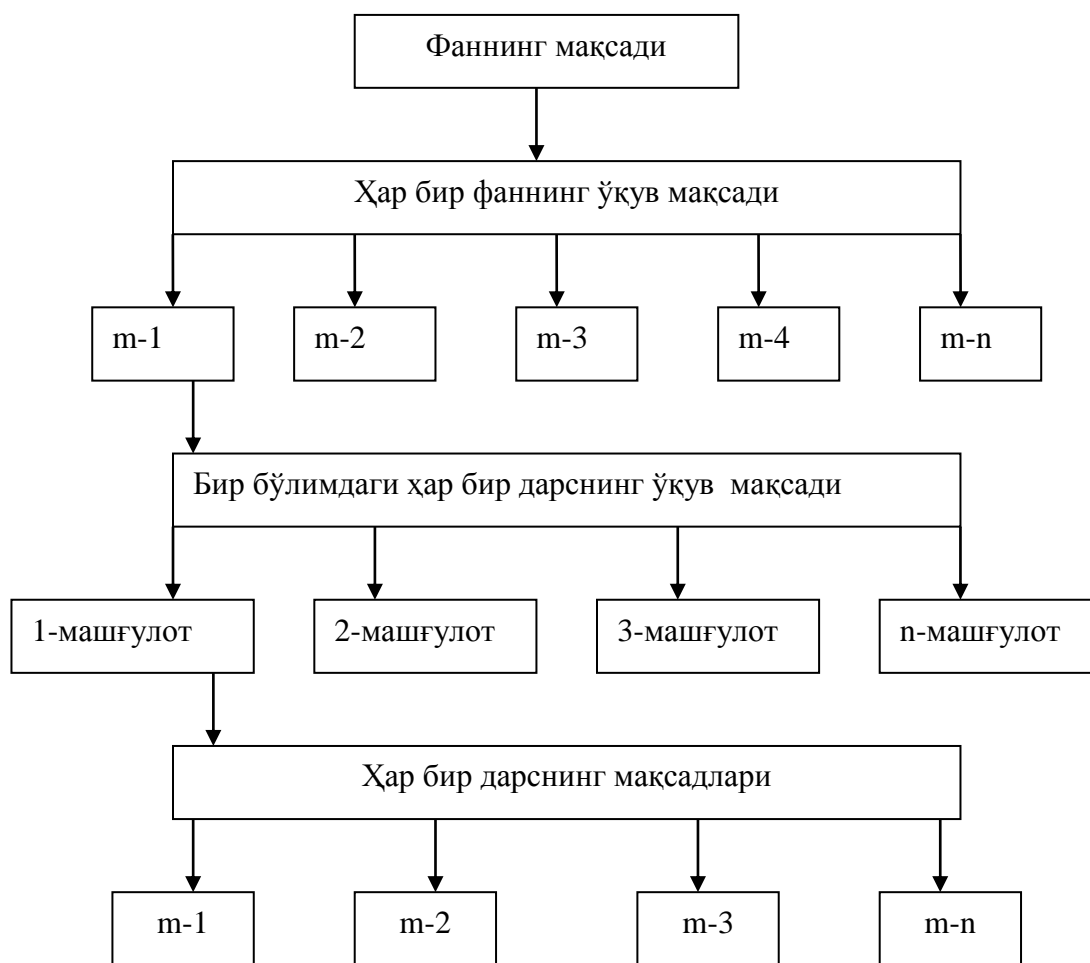 Фаннинг мақсади
Ҳар бир фаннинг ўқув мақсади
m-1
m-2
m-3
m-4
m-n
Бир бўлимдаги ҳар бир дарснинг ўқув мақсади
1-машғулот
2-машғулот
3-машғулот
n-машғулот
Ҳар бир дарснинг мақсадлари
m-1
m-2
m-3
m-n